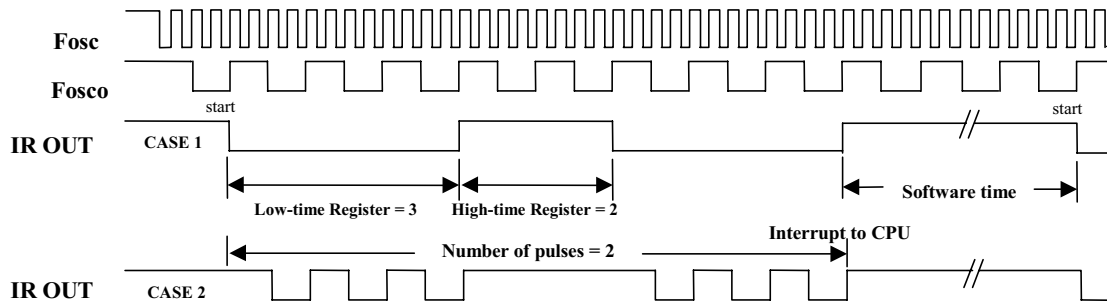 Fosc
Fosco
start
start
IR OUT
CASE 1
Software time
Low-time Register = 3
High-time Register = 2
Interrupt to CPU
Number of pulses = 2
IR OUT
CASE 2